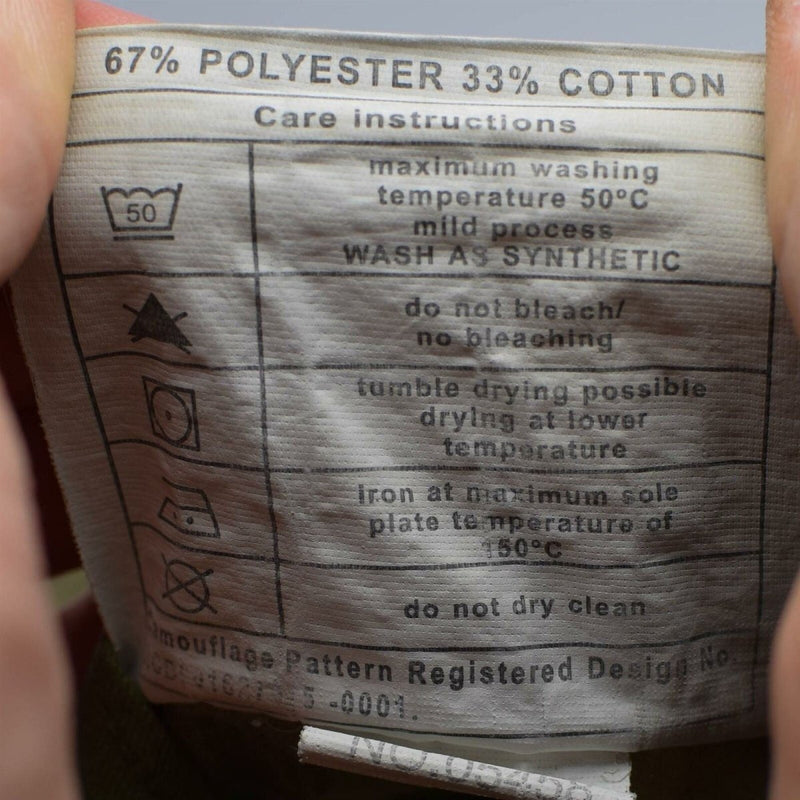 67% POLYESTER 33% COTTON
Care instructions
50
maximum washing
temperature 50°C
mild process
WASH AS SYNTHETIC
do not bleach/
no bleaching
tumble drying possible
drying at lower
temperature
iron at maximum sole
plate temperature of
150°C
do not dry clean
Camouflage Pattern Registered Design No.
-0001.